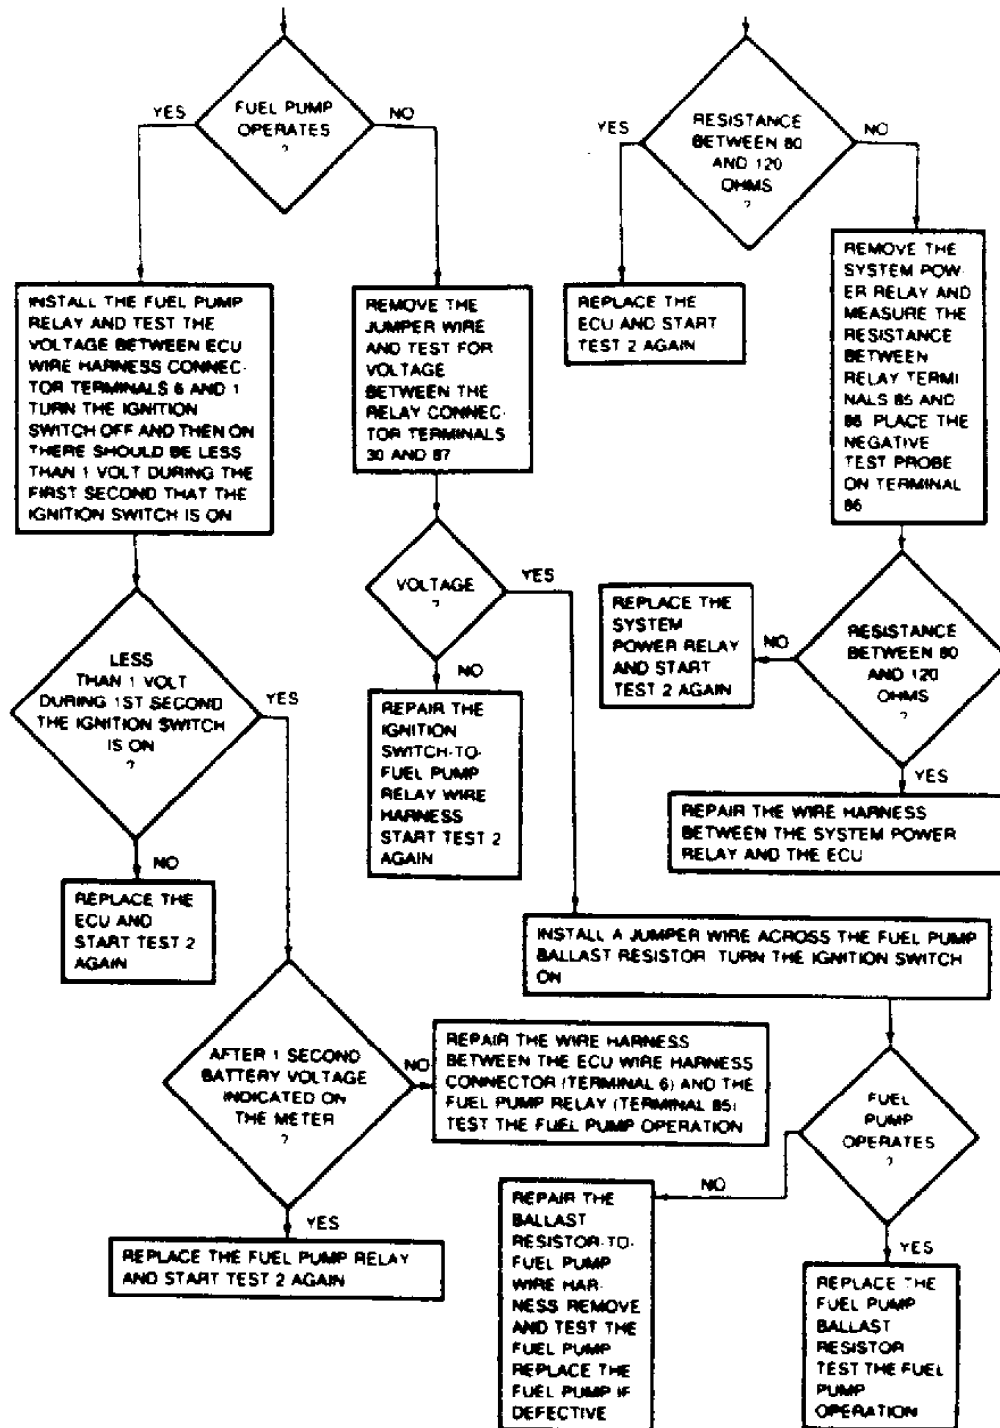 FUEL PUMP
OPERATES
?
YES
NO
INSTALL THE FUEL PUMP
RELAY AND TEST THE
VOLTAGE BETWEEN ECU
WIRE HARNESS CONNEC-
TOR TERMINALS 6 AND 1
TURN THE IGNITION
SWITCH OFF AND THEN ON
THERE SHOULD BE LESS
THAN 1 VOLT DURING THE
FIRST SECOND THAT THE
IGNITION SWITCH IS ON
REMOVE THE
JUMPER WIRE
AND TEST FOR
VOLTAGE
BETWEEN THE
RELAY CONNEC-
TOR TERMINALS
30 AND 87
LESS
THAN 1 VOLT
DURING 1ST SECOND
THE IGNITION SWITCH
IS ON
?
YES
NO
REPLACE THE
ECU AND
START TEST 2
AGAIN
VOLTAGE
?
YES
NO
REPAIR THE
IGNITION
SWITCH-TO-
FUEL PUMP
RELAY WIRE
HARNESS
START TEST 2
AGAIN
AFTER 1 SECOND
BATTERY VOLTAGE
INDICATED ON
THE METER
?
NO
REPAIR THE WIRE HARNESS
BETWEEN THE ECU WIRE HARNESS
CONNECTOR (TERMINAL 6) AND THE
FUEL PUMP RELAY (TERMINAL 85)
TEST THE FUEL PUMP OPERATION
YES
REPLACE THE FUEL PUMP RELAY
AND START TEST 2 AGAIN
RESISTANCE
BETWEEN 80
AND 120
OHMS
?
YES
NO
REPLACE THE
ECU AND START
TEST 2 AGAIN
REMOVE THE
SYSTEM POW-
ER RELAY AND
MEASURE THE
RESISTANCE
BETWEEN
RELAY TERMI
NALS 85 AND
86 PLACE THE
NEGATIVE
TEST PROBE
ON TERMINAL
86
RESISTANCE
BETWEEN 80
AND 120
OHMS
?
NO
REPLACE THE
SYSTEM
POWER RELAY
AND START
TEST 2 AGAIN
YES
REPAIR THE WIRE HARNESS
BETWEEN THE SYSTEM POWER
RELAY AND THE ECU
INSTALL A JUMPER WIRE ACROSS THE FUEL PUMP
BALLAST RESISTOR TURN THE IGNITION SWITCH
ON
FUEL
PUMP
OPERATES
?
NO
REPAIR THE
BALLAST
RESISTOR-TO-
FUEL PUMP
WIRE HAR-
NESS REMOVE
AND TEST THE
FUEL PUMP
REPLACE THE
FUEL PUMP IF
DEFECTIVE
YES
REPLACE THE
FUEL PUMP
BALLAST
RESISTOR
TEST THE FUEL
PUMP
OPERATION